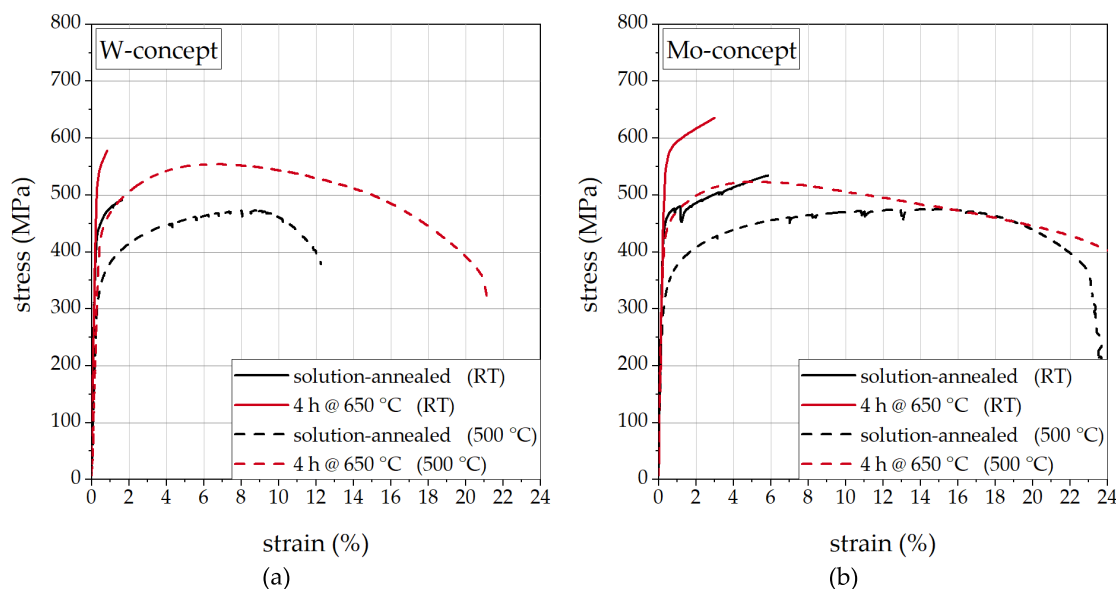 W-concept
800
700
600
500
400
300
200
100
0
stress (MPa)
0 2 4 6 8 10 12 14 16 18 20 22 24
strain (%)
solution-annealed (RT)
4 h @ 650 °C (RT)
solution-annealed (500 °C)
4 h @ 650 °C (500 °C)
(a)
Mo-concept
800
700
600
500
400
300
200
100
0
stress (MPa)
0 2 4 6 8 10 12 14 16 18 20 22 24
strain (%)
solution-annealed (RT)
4 h @ 650 °C (RT)
solution-annealed (500 °C)
4 h @ 650 °C (500 °C)
(b)